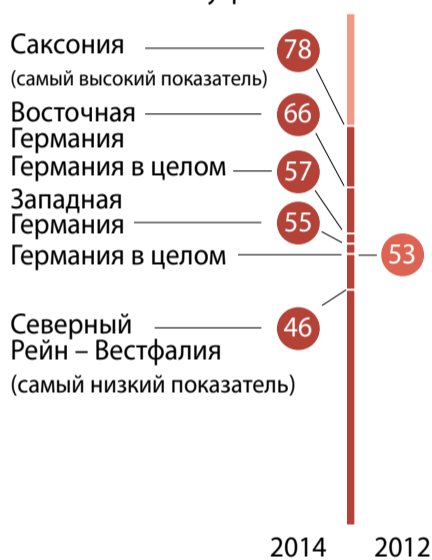 Саксония 78
(самый высокий показатель)
Восточная 66
Германия
Германия в целом 57
Западная
Германия 55
Германия в целом 53
Северный 46
Рейн – Вестфалия
(самый низкий показатель)
2014 2012